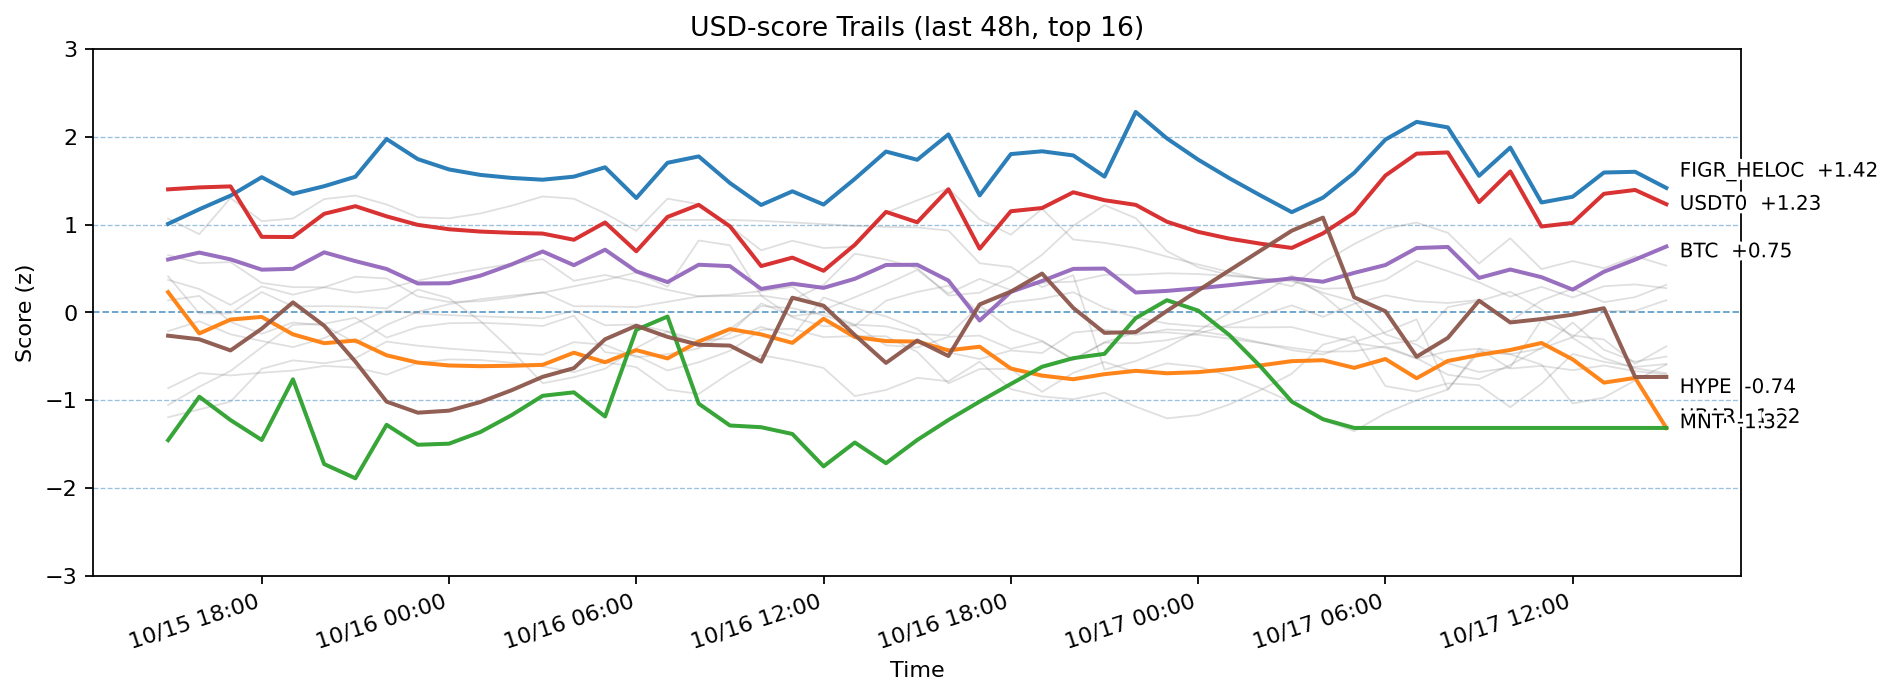 USD-score Trails (last 48h, top 16)
3
2
1
0
−1
−2
−3
Score (z)
FIGR_HELOC +1.42
USDT0 +1.23
BTC +0.75
HYPE -0.74
MNT -1.32
10/15 18:00
10/16 00:00
10/16 06:00
10/16 12:00
10/16 18:00
10/17 00:00
10/17 06:00
10/17 12:00
Time